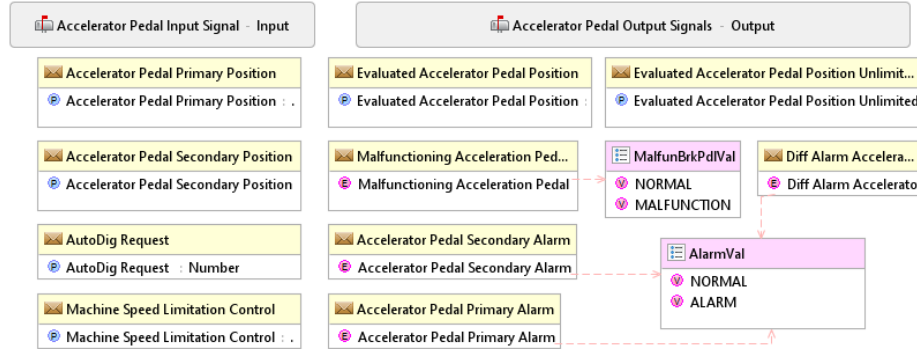 Accelerator Pedal Input Signal - Input
Accelerator Pedal Output Signals - Output
Accelerator Pedal Primary Position
Accelerator Pedal Primary Position : .
Evaluated Accelerator Pedal Position
Evaluated Accelerator Pedal Position :
Evaluated Accelerator Pedal Position Unlimit...
Evaluated Accelerator Pedal Position Unlimited
Accelerator Pedal Secondary Position
Accelerator Pedal Secondary Position
Malfunctioning Acceleration Ped...
Malfunctioning Acceleration Pedal
MalfunBrkPdlVal
NORMAL
MALFUNCTION
Diff Alarm Accelera...
Diff Alarm Accelerato
AutoDig Request
AutoDig Request : Number
Accelerator Pedal Secondary Alarm
Accelerator Pedal Secondary Alarm
AlarmVal
NORMAL
ALARM
Machine Speed Limitation Control
Machine Speed Limitation Control : .
Accelerator Pedal Primary Alarm
Accelerator Pedal Primary Alarm